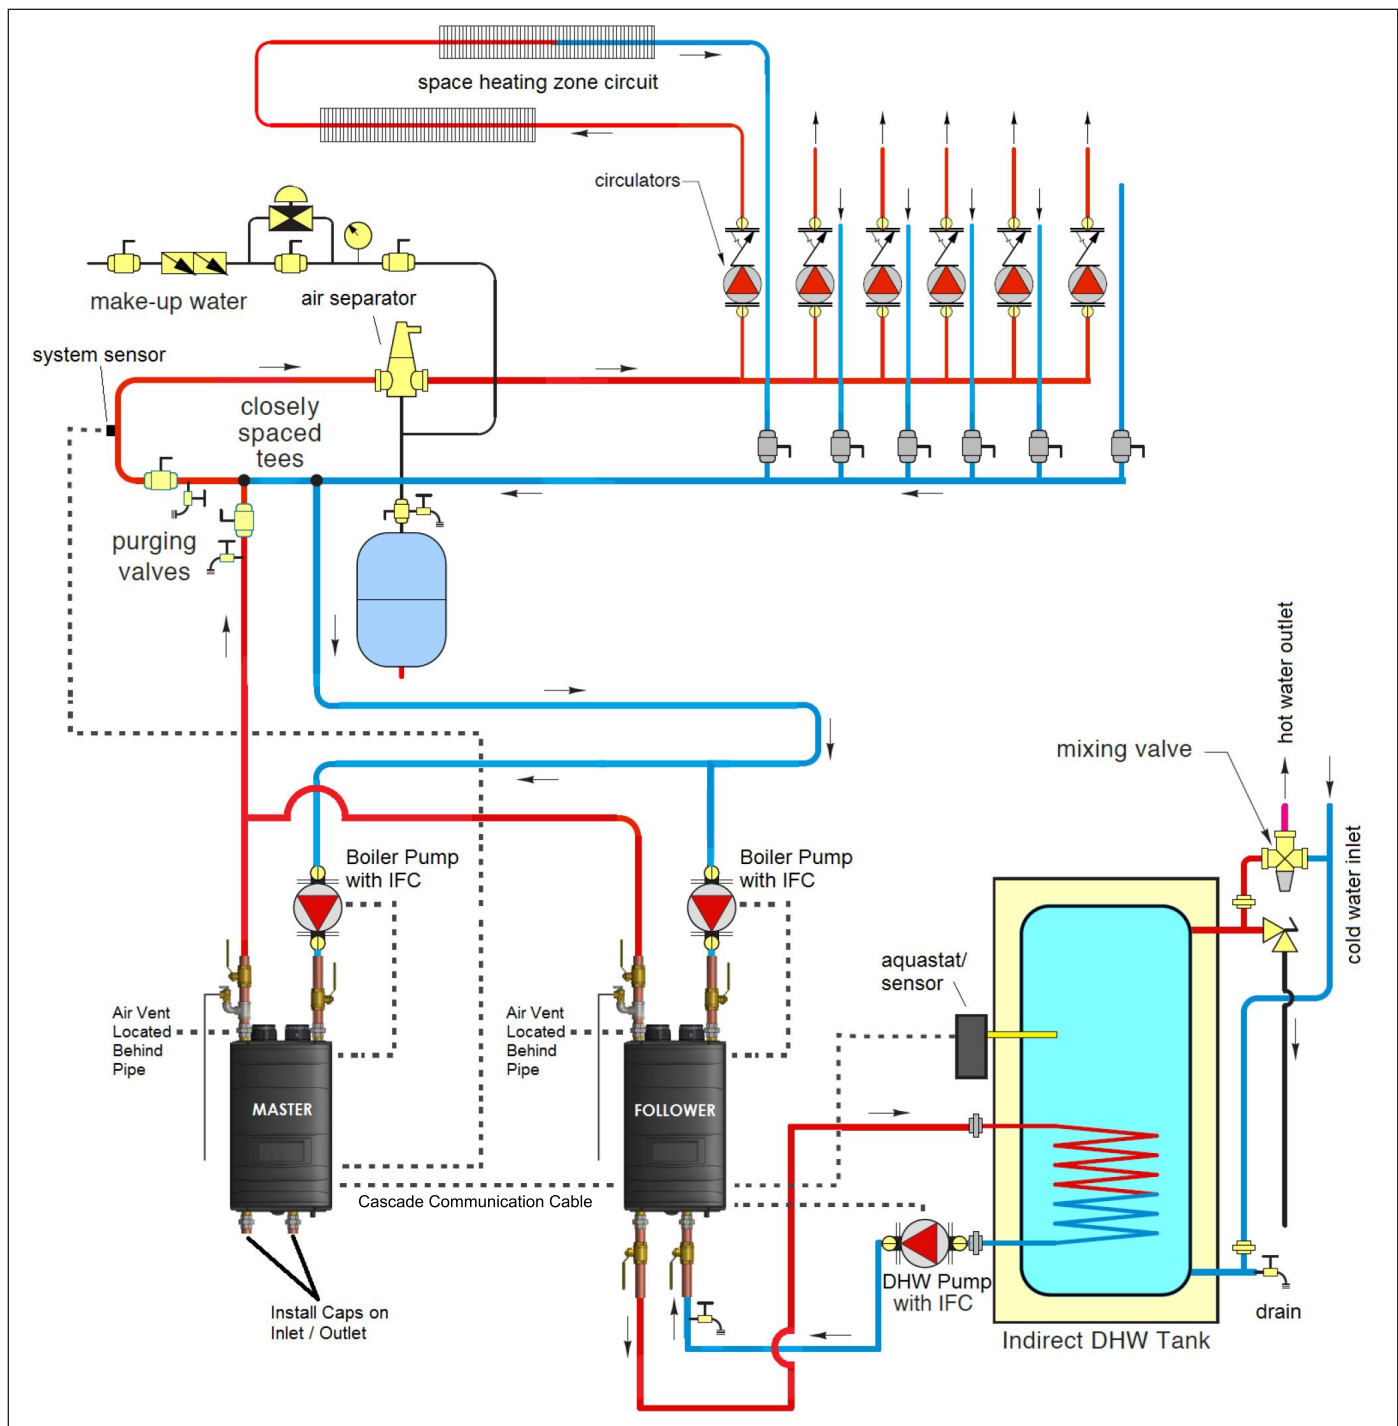 space heating zone circuit
circulators
make-up water
air separator
system sensor
closely
spaced
tees
purging
valves
hot water outlet
mixing valve
cold water inlet
Boiler Pump
with IFC
Boiler Pump
with IFC
aquastat/
sensor
Air Vent
Located
Behind
Pipe
Air Vent
Located
Behind
Pipe
MASTER
FOLLOWER
Cascade Communication Cable
DHW Pump
with IFC
Install Caps on
Inlet / Outlet
drain
Indirect DHW Tank